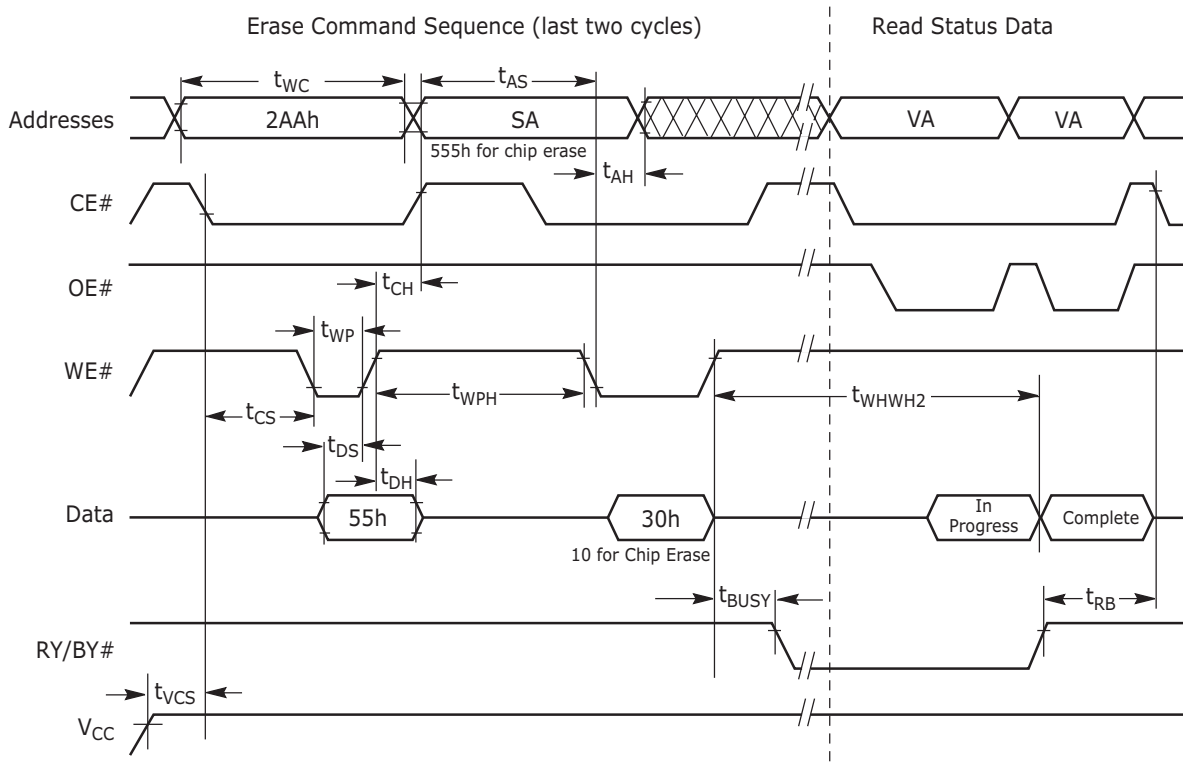 Erase Command Sequence (last two cycles)
Read Status Data
tWC
tAS
Addresses
2AAh
SA
VA
VA
555h for chip erase
tAH
CE#
OE#
tCH
tWP
WE#
tWPH
tWHWH2
tCS
tDS
tDH
Data
55h
30h
In
Progress
Complete
10 for Chip Erase
tBUSY
tRB
RY/BY#
tVCS
VCC